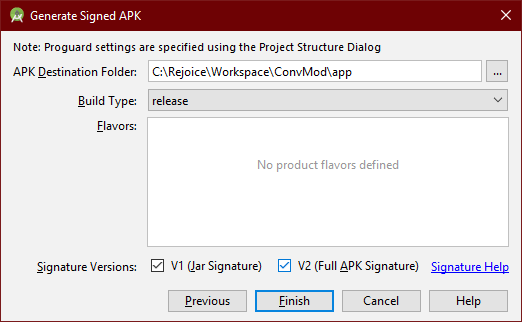 Generate Signed APK
Note: Proguard settings are specified using the Project Structure Dialog
APK Destination Folder: C:\Rejoice\Workspace\ConvMod\app ...
Build Type: release
Flavors:
No product flavors defined
Signature Versions: V1 (Jar Signature) V2 (Full APK Signature) Signature Help
Previous Finish Cancel Help